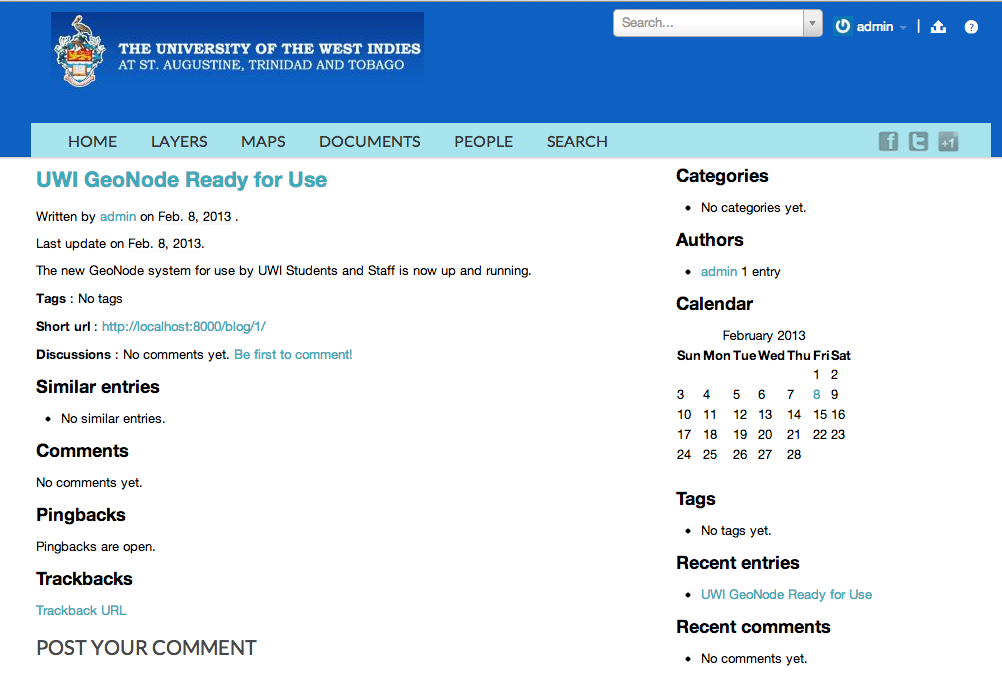 THE UNIVERSITY OF THE WEST INDIES
AT ST. AUGUSTINE, TRINIDAD AND TOBAGO
Search...
admin
|
?
HOME LAYERS MAPS DOCUMENTS PEOPLE SEARCH
f t +1
UWI GeoNode Ready for Use
Written by admin on Feb. 8, 2013 .
Last update on Feb. 8, 2013.
The new GeoNode system for use by UWI Students and Staff is now up and running.
Tags : No tags
Short url : http://localhost:8000/blog/1/
Discussions : No comments yet. Be first to comment!
Similar entries
• No similar entries.
Comments
No comments yet.
Pingbacks
Pingbacks are open.
Trackbacks
Trackback URL
POST YOUR COMMENT
Categories
• No categories yet.
Authors
• admin 1 entry
Calendar
February 2013
Sun Mon Tue Wed Thu Fri Sat
1 2
3 4 5 6 7 8 9
10 11 12 13 14 15 16
17 18 19 20 21 22 23
24 25 26 27 28
Tags
• No tags yet.
Recent entries
• UWI GeoNode Ready for Use
Recent comments
• No comments yet.